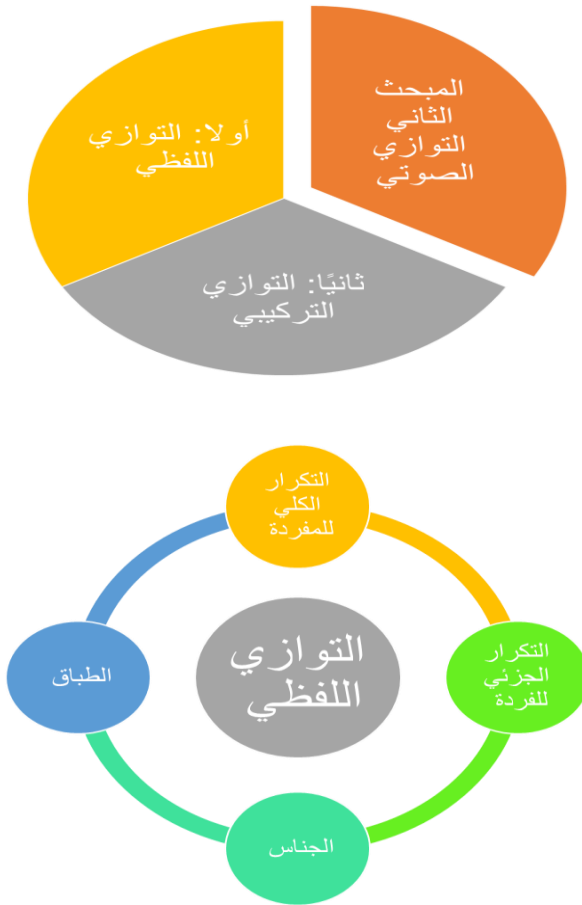 المبحث
الثاني
التوازي
الصوتي
أولا: التوازي
اللفظي
ثانيًا: التوازي
التركيبي
التكرار
الكلي
للمفردة
التكرار
الجزئي
للفردة
الجناس
الطباق
التوازي
اللفظي